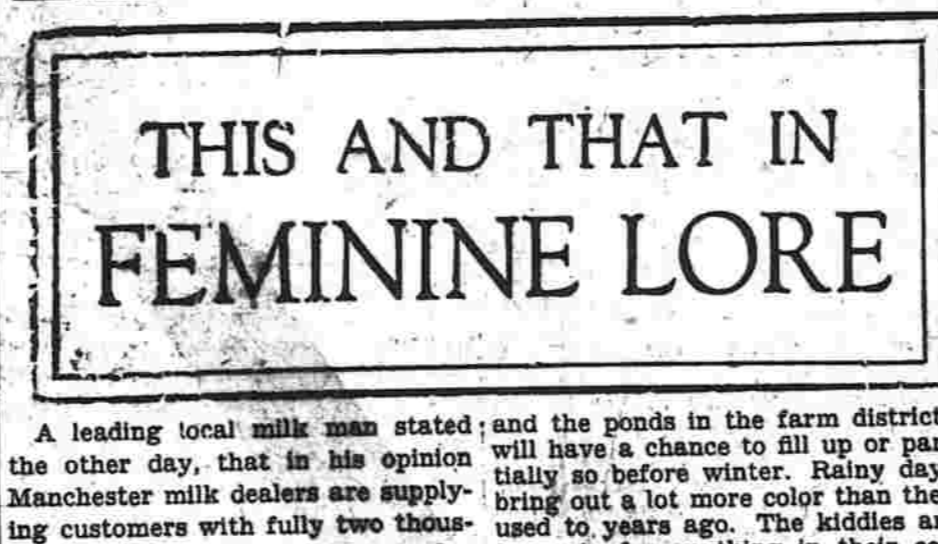 THIS AND THAT IN
FEMININE LORE
A leading local milk man stated
the other day, that in his opinion
Manchester milk dealers are supply-
ing customers with fully two thous-
and the ponds in the farm district
will have a chance to fill up or par
tially so before winter. Rainy day
bring out a lot more color than the
used to years ago. The kiddies